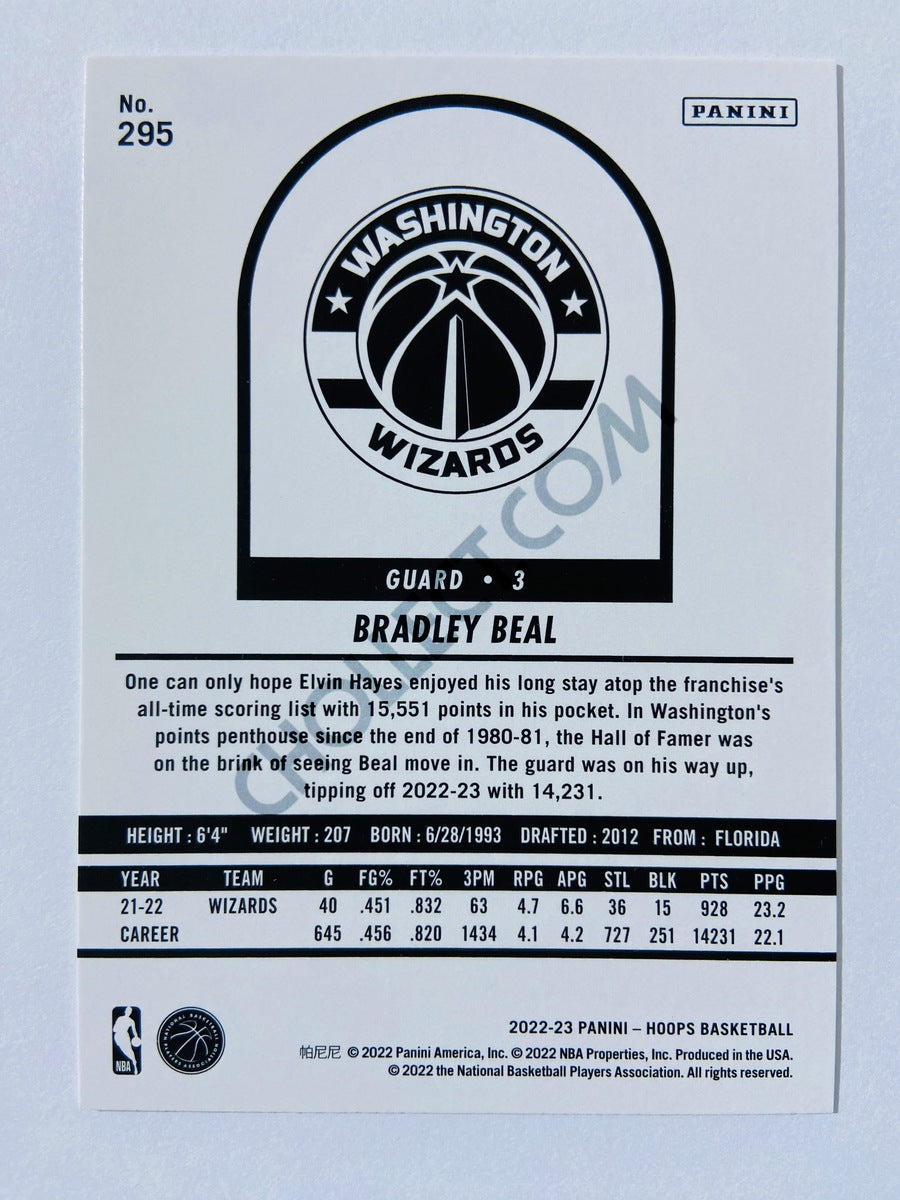 No.
295
PANINI
WASHINGTON
WIZARDS
GUARD • 3
BRADLEY BEAL
One can only hope Elvin Hayes enjoyed his long stay atop the franchise's
all-time scoring list with 15,551 points in his pocket. In Washington's
points penthouse since the end of 1980-81, the Hall of Famer was
on the brink of seeing Beal move in. The guard was on his way up,
tipping off 2022-23 with 14,231.
CHOLLECT.COM
HEIGHT : 6'4" WEIGHT : 207 BORN : 6/28/1993 DRAFTED : 2012 FROM : FLORIDA
YEAR TEAM G FG% FT% 3PM RPG APG STL BLK PTS PPG
21-22 WIZARDS 40 .451 .832 63 4.7 6.6 36 15 928 23.2
CAREER 645 .456 .820 1434 4.1 4.2 727 251 14231 22.1
NBA
NATIONAL BASKETBALL PLAYERS ASSOCIATION
2022-23 PANINI – HOOPS BASKETBALL
帕尼尼 © 2022 Panini America, Inc. © 2022 NBA Properties, Inc. Produced in the USA.
© 2022 the National Basketball Players Association. All rights reserved.